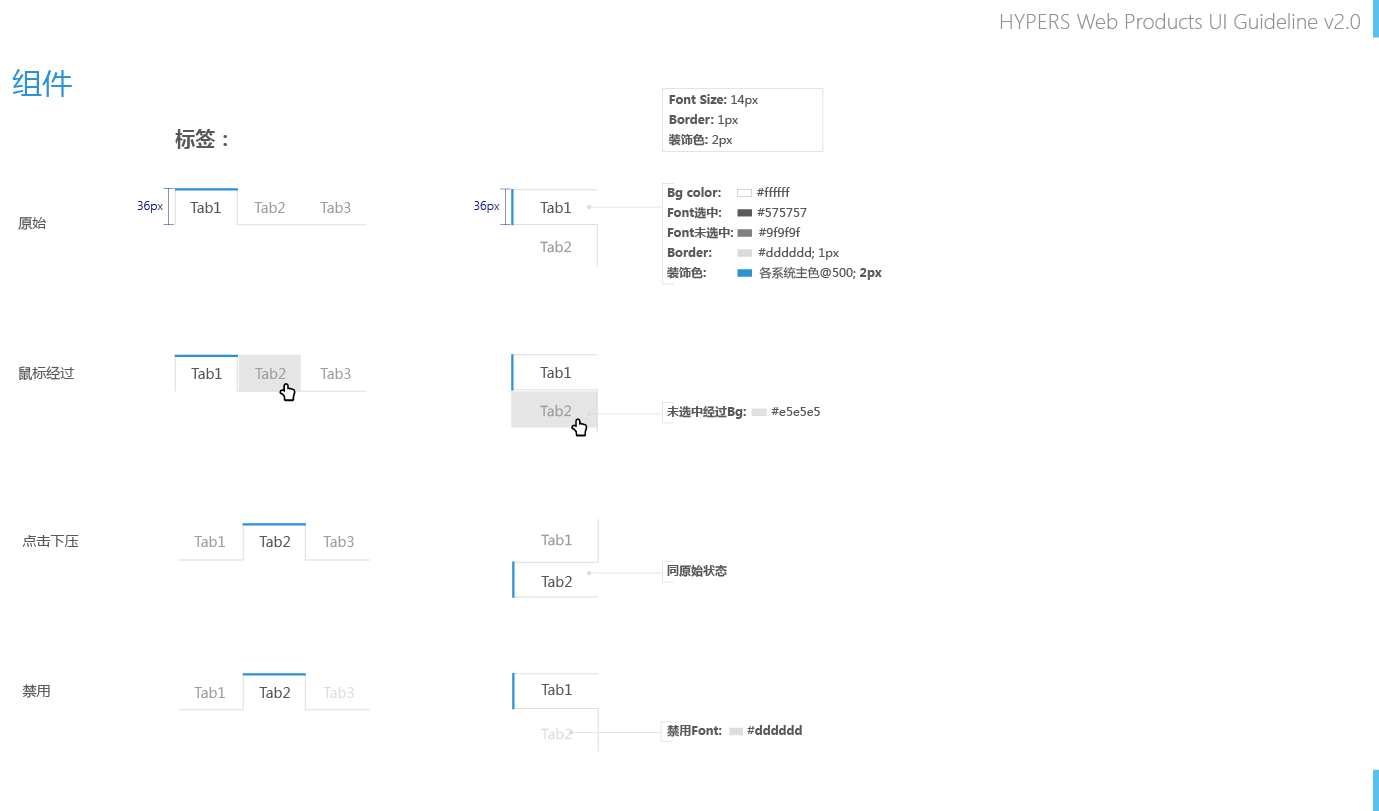 HYPERS Web Products UI Guideline v2.0
组件
标签：
Font Size: 14px
Border: 1px
装饰色: 2px
原始
36px
Tab1 Tab2 Tab3
36px
Tab1
Tab2
Bg color: #ffffff
Font选中: #575757
Font未选中: #9f9f9f
Border: #dddddd; 1px
装饰色: 各系统主色@500; 2px
鼠标经过
Tab1 Tab2 Tab3
Tab1
Tab2
未选中经过Bg: #e5e5e5
点击下压
Tab1 Tab2 Tab3
Tab1
Tab2
同原始状态
禁用
Tab1 Tab2 Tab3
Tab1
Tab2
禁用Font: #dddddd